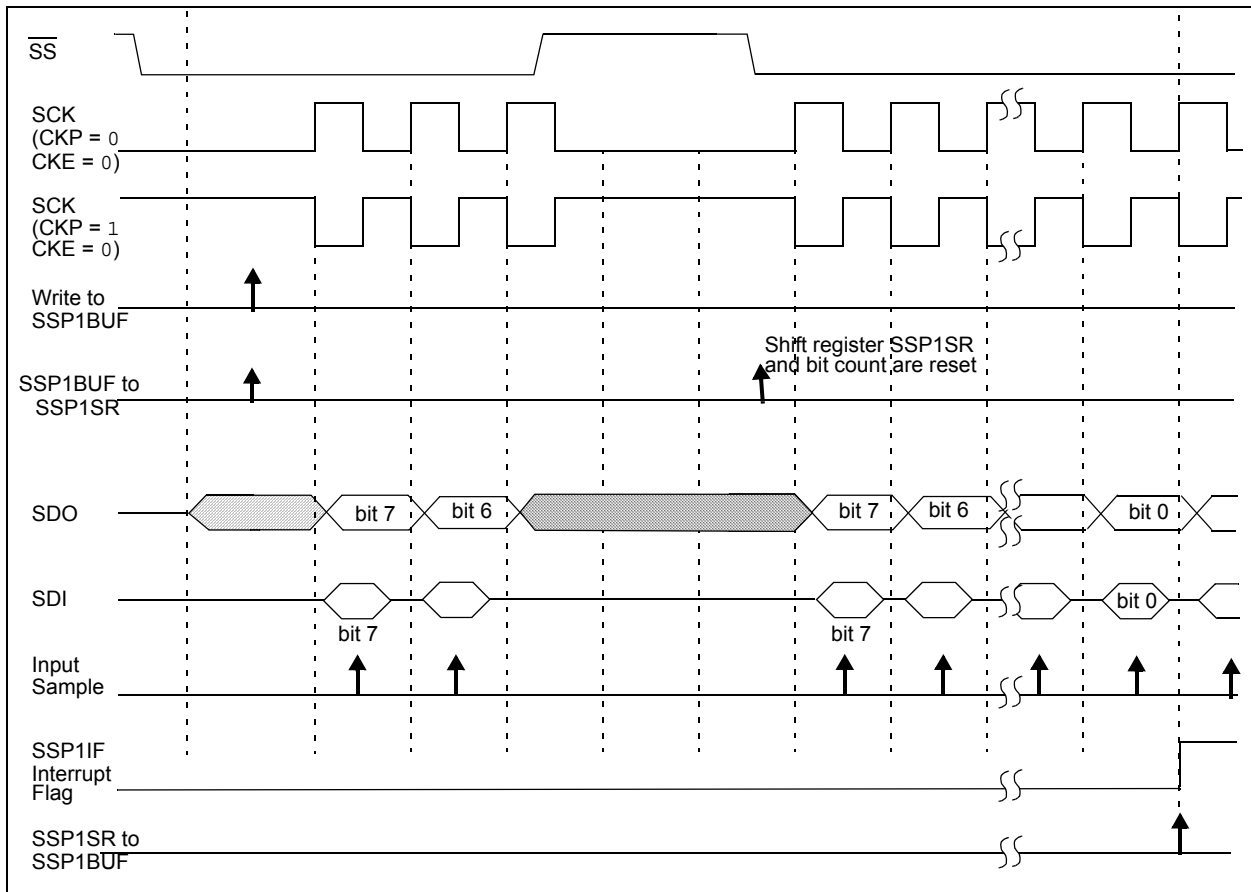 SS
SCK
(CKP = 0
CKE = 0)
SCK
(CKP = 1
CKE = 0)
Write to
SSP1BUF
Shift register SSP1SR
and bit count are reset
SSP1BUF to
SSP1SR
SDO
bit 7
bit 6
bit 7
bit 6
bit 0
SDI
bit 0
bit 7
bit 7
Input
Sample
SSP1IF
Interrupt
Flag
SSP1SR to
SSP1BUF